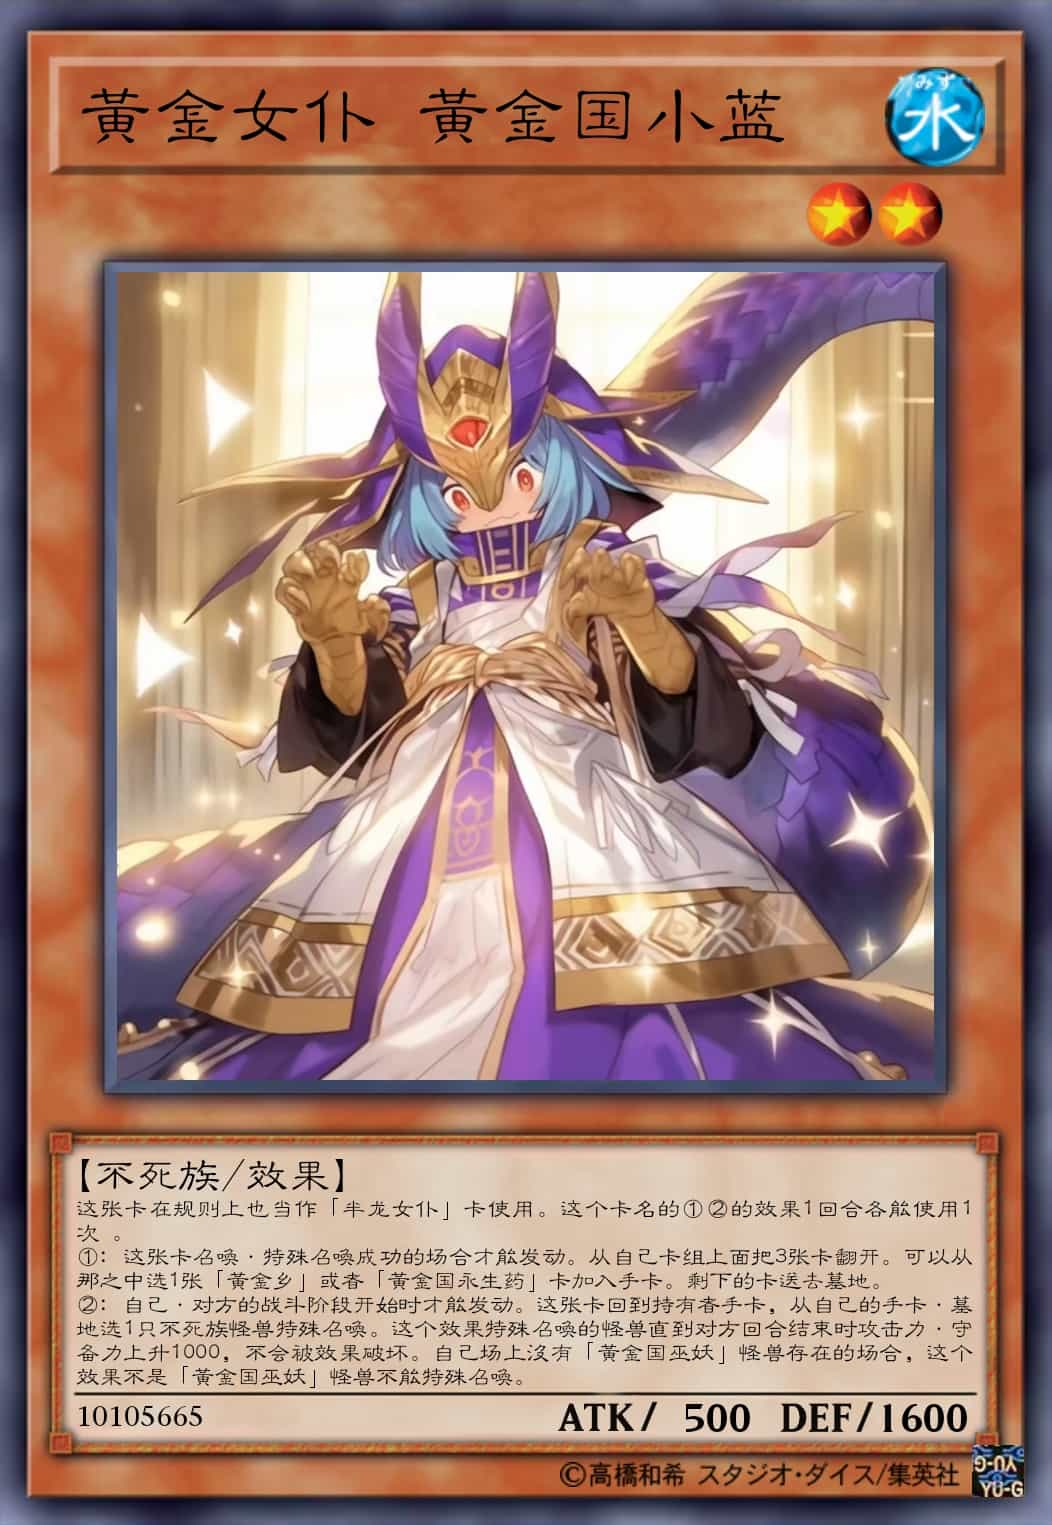 黃金女仆 黃金国小蓝
みず
水
【不死族/效果】
这张卡在规则上也当作「半龙女仆」卡使用。这个卡名的①②的效果1回合各能使用1
次 。
①：这张卡召唤·特殊召唤成功的场合才能发动。从自己卡组上面把3张卡翻开。可以从
那之中选1张「黄金乡」或者「黄金国永生药」卡加入手卡。剩下的卡送去墓地。
②：自己·对方的战斗阶段开始时才能发动。这张卡回到持有者手卡，从自己的手卡·墓
地选1只不死族怪兽特殊召唤。这个效果特殊召唤的怪兽直到对方回合结束时攻击力·守
备力上升1000，不会被效果破坏。自己场上没有「黄金国巫妖」怪兽存在的场合，这个
效果不是「黄金国巫妖」怪兽不能特殊召唤。
10105665 ATK/ 500 DEF/1600
©高橋和希 スタジオ・ダイス/集英社
YU-G
YU-G